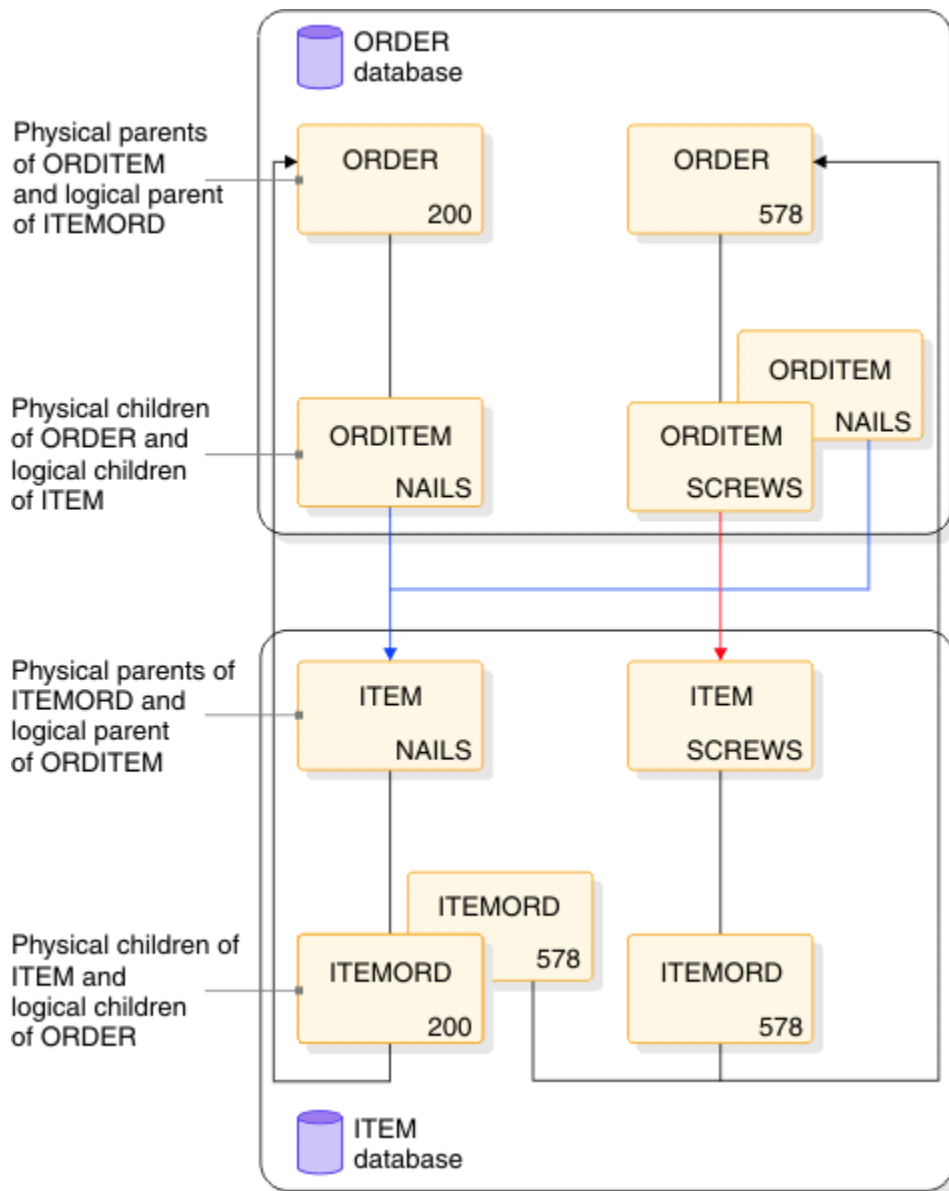 ORDER
database
Physical parents
of ORDITEM
and logical parent
of ITEMORD
ORDER
200
ORDER
578
Physical children
of ORDER and
logical children
of ITEM
ORDITEM
NAILS
ORDITEM
SCREWS
ORDITEM
NAILS
Physical parents of
ITEMORD and
logical parent
of ORDITEM
ITEM
NAILS
ITEM
SCREWS
Physical children of
ITEM and
logical children
of ORDER
ITEMORD
200
ITEMORD
578
ITEMORD
578
ITEM
database